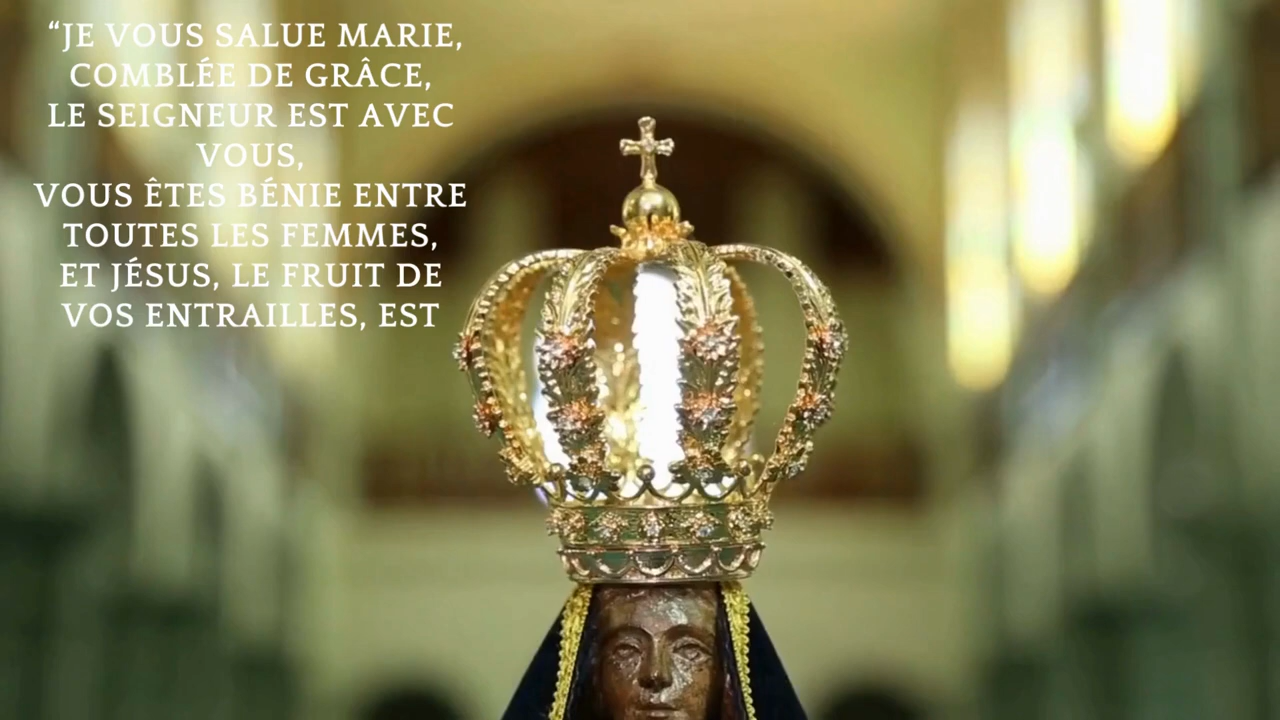 “JE VOUS SALUE MARIE,
COMBLÉE DE GRÂCE,
LE SEIGNEUR EST AVEC
VOUS,
VOUS ÊTES BÉNIE ENTRE
TOUTES LES FEMMES,
ET JÉSUS, LE FRUIT DE
VOS ENTRAILLES, EST